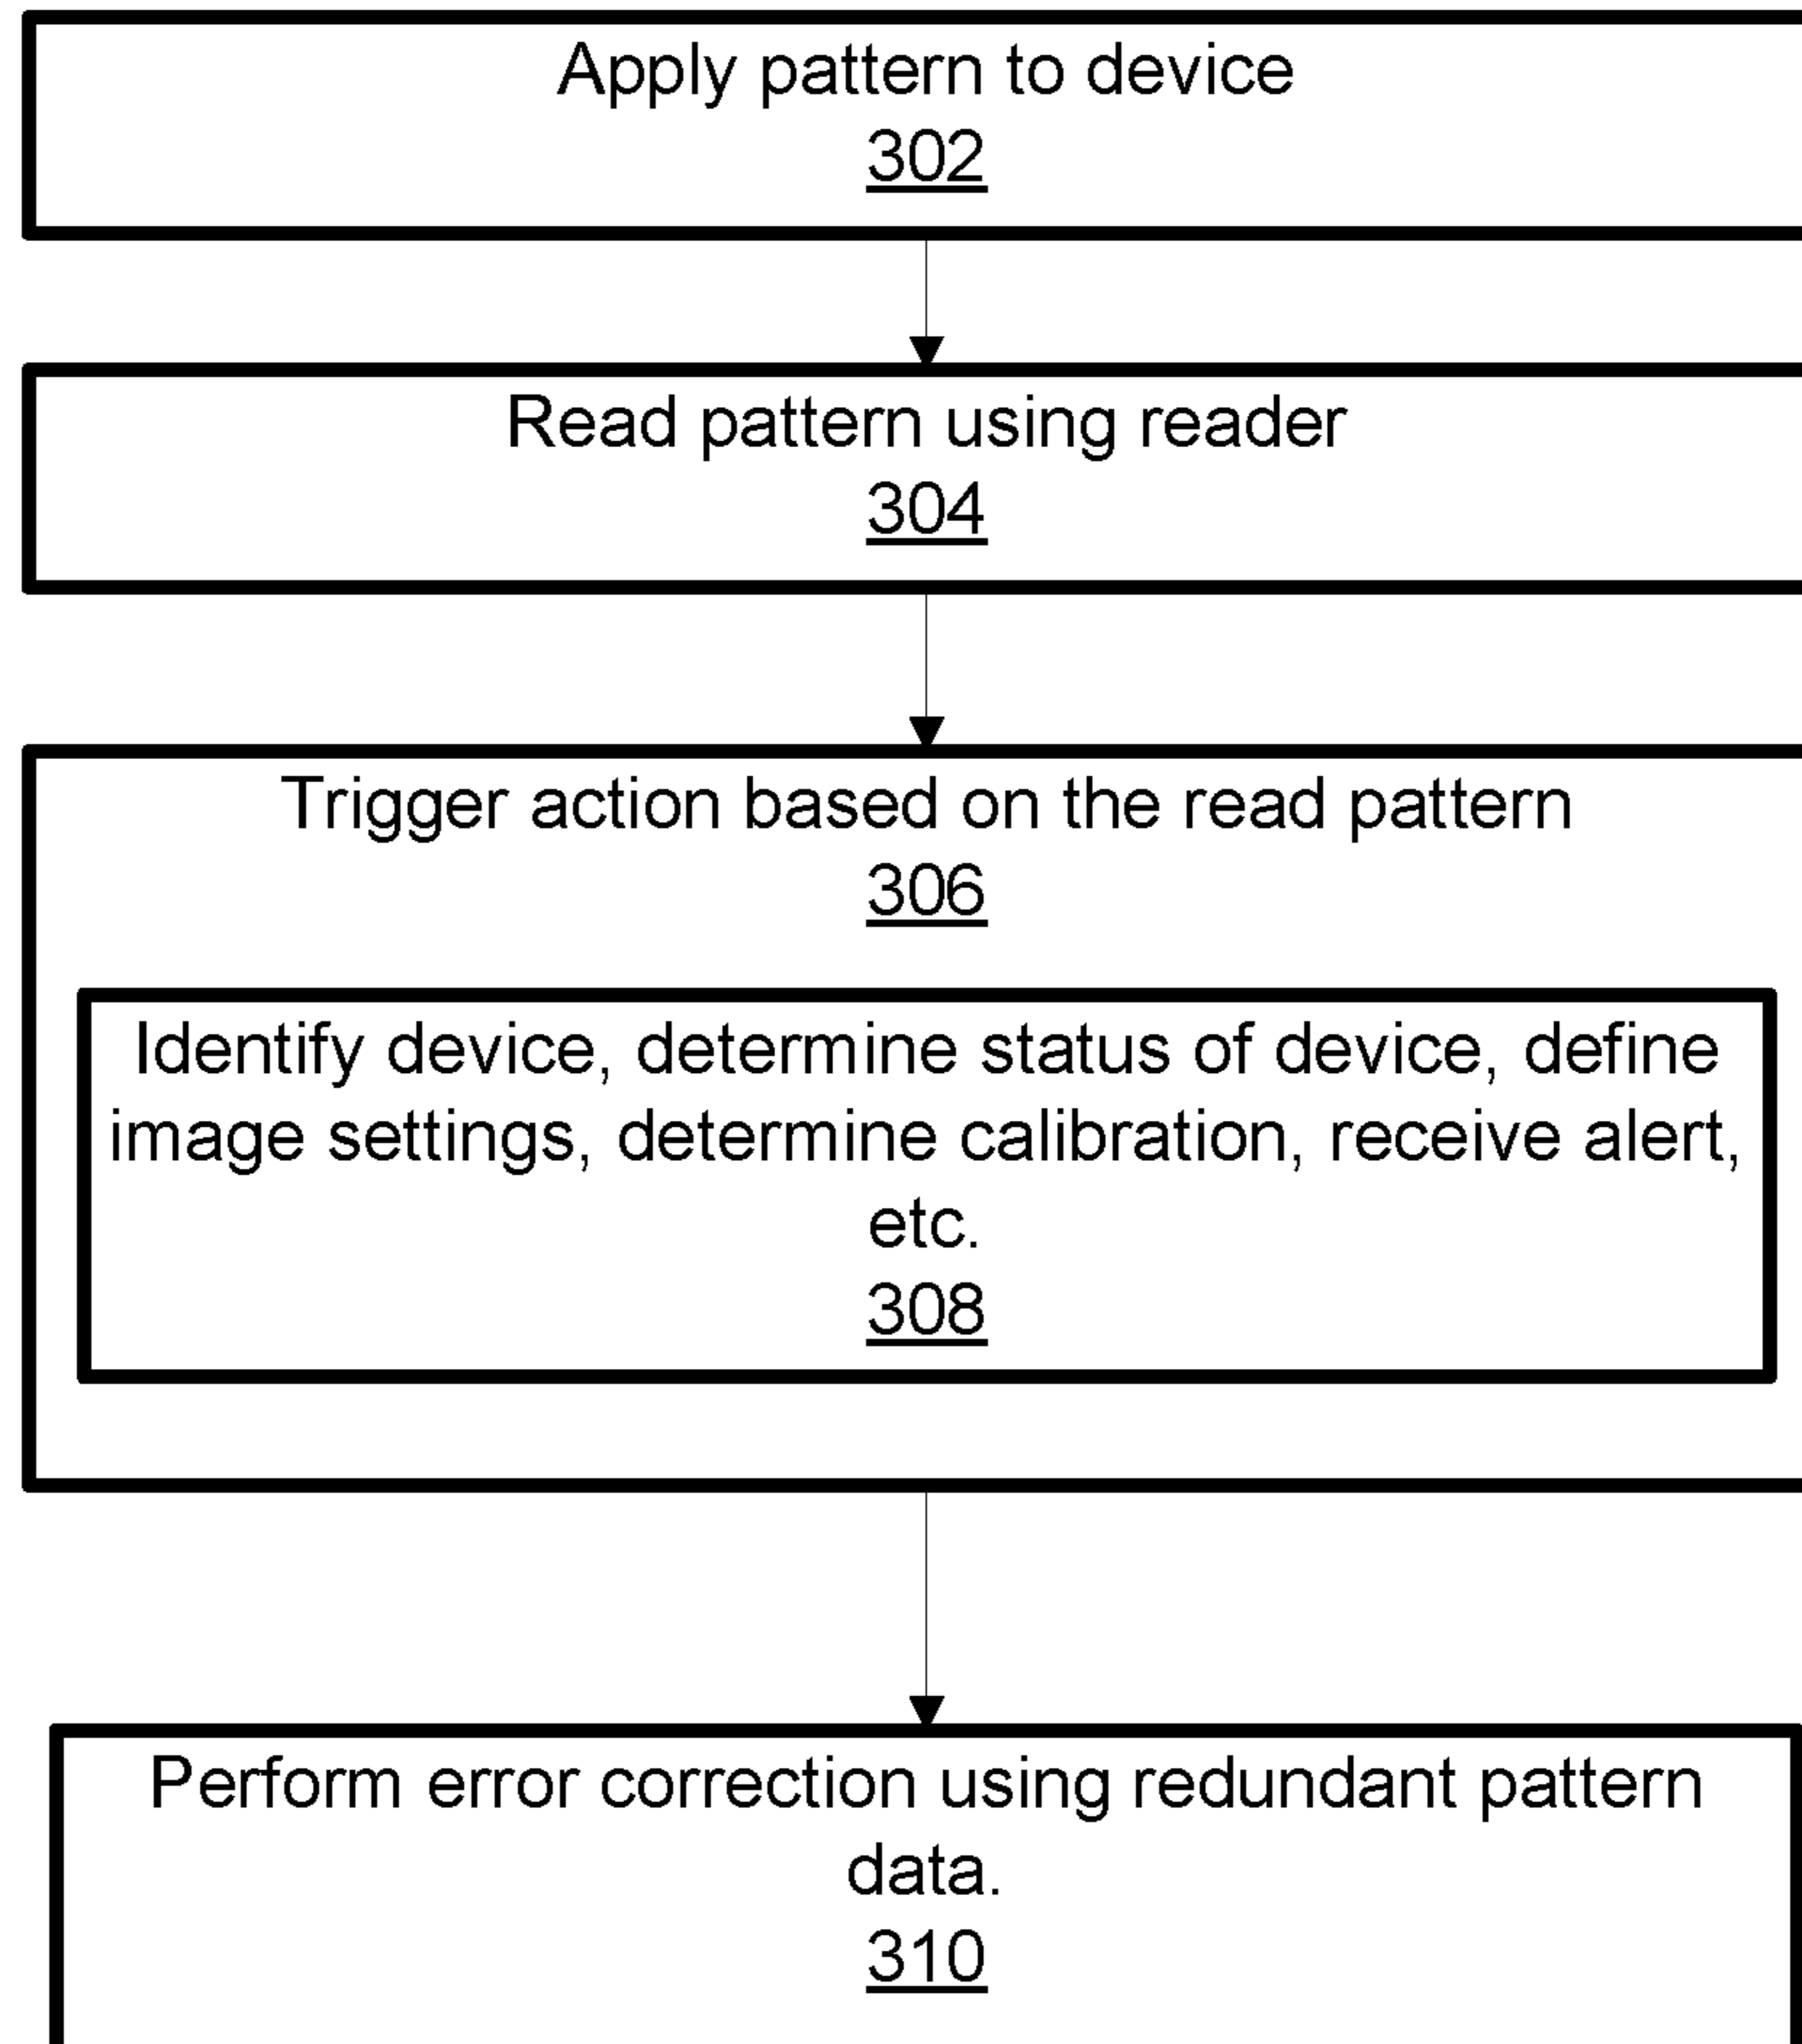 Apply pattern to device
302
Read pattern using reader
304
Trigger action based on the read pattern
306
Identify device, determine status of device, define
image settings, determine calibration, receive alert,
etc.
308
Perform error correction using redundant pattern
data.
310